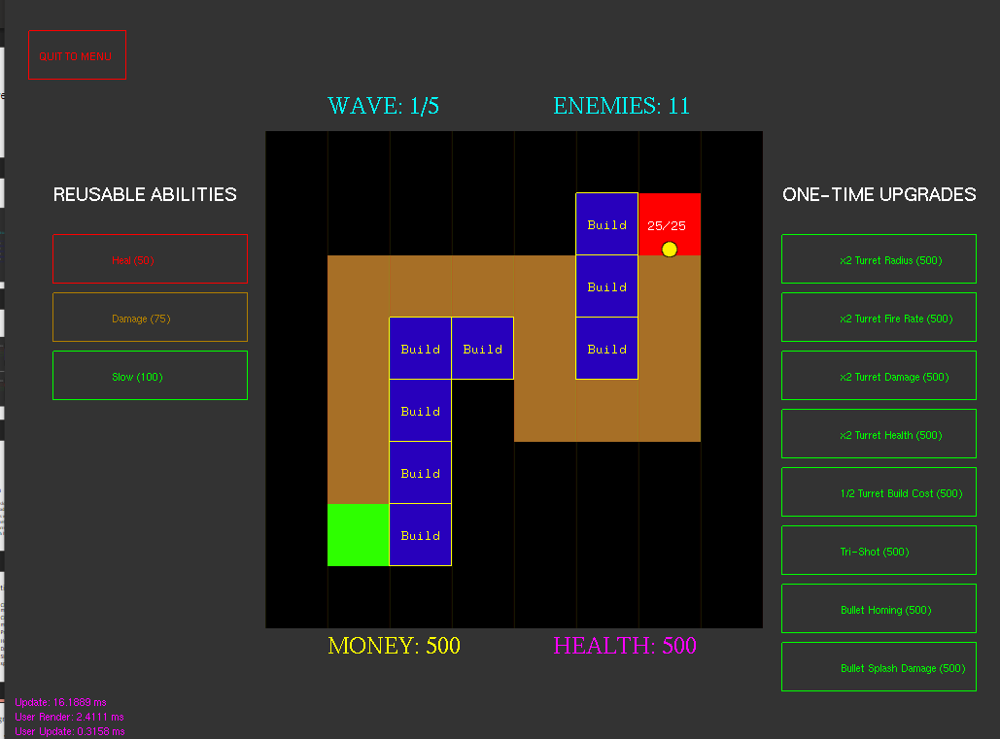 QUIT TO MENU
WAVE: 1/5
ENEMIES: 11
REUSABLE ABILITIES
ONE-TIME UPGRADES
Build
25/25
Heal (50)
x2 Turret Radius (500)
Build
Damage (75)
x2 Turret Fire Rate (500)
Build
Build
Build
Slow (100)
x2 Turret Damage (500)
Build
x2 Turret Health (500)
Build
1/2 Turret Build Cost (500)
Build
Tri-Shot (500)
Bullet Homing (500)
MONEY: 500
HEALTH: 500
Bullet Splash Damage (500)
Update: 16.1889 ms
User Render: 2.4111 ms
User Update: 0.3158 ms